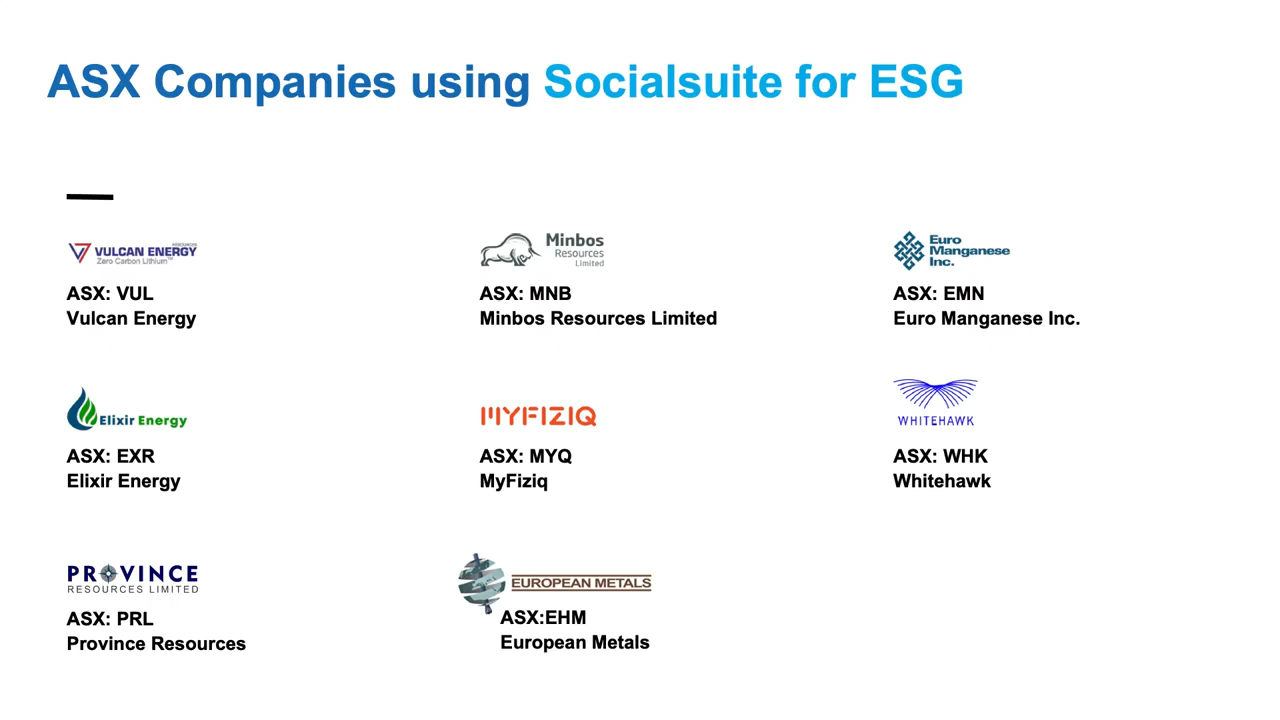 ASX Companies using Socialsuite for ESG
VULCAN ENERGY
RESOURCES
Zero Carbon Lithium™
ASX: VUL
Vulcan Energy
Minbos
Resources
Limited
ASX: MNB
Minbos Resources Limited
Euro
Manganese
Inc.
ASX: EMN
Euro Manganese Inc.
Elixir Energy
ASX: EXR
Elixir Energy
MYFIZIQ
ASX: MYQ
MyFiziq
WHITEHAWK
ASX: WHK
Whitehawk
PROVINCE
RESOURCES LIMITED
ASX: PRL
Province Resources
EUROPEAN METALS
ASX:EHM
European Metals